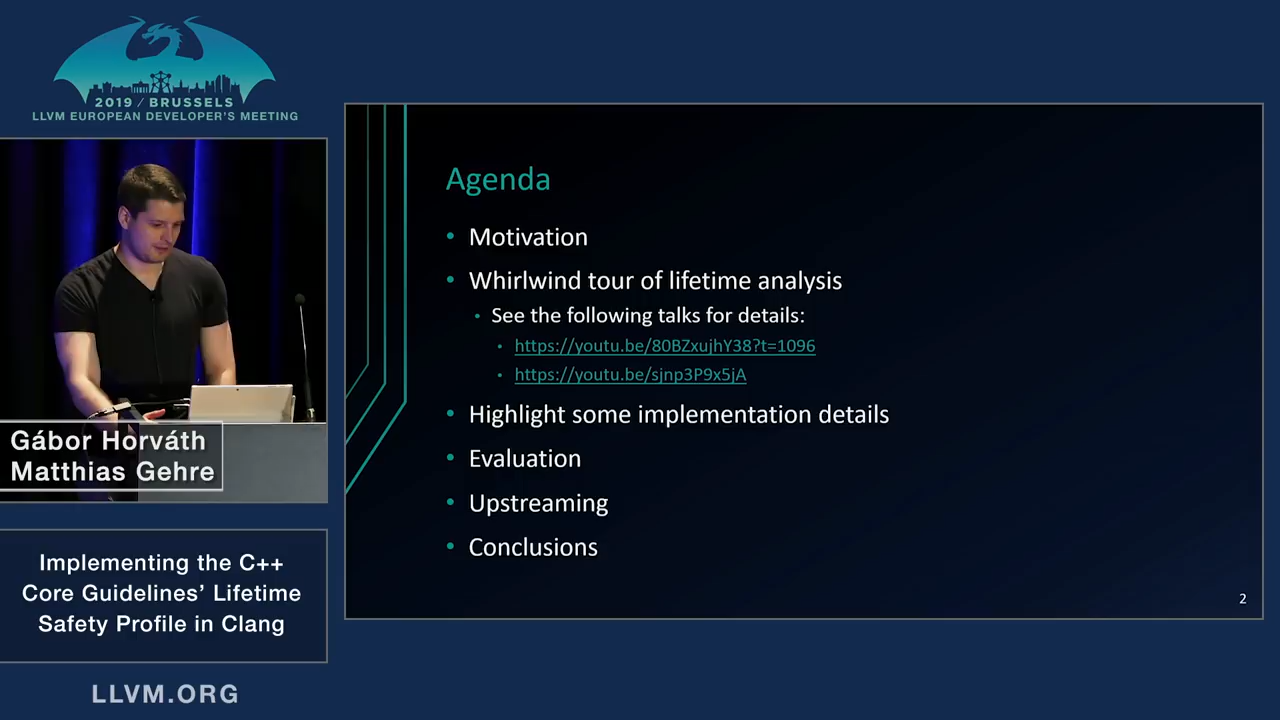 2019 / BRUSSELS
LLVM EUROPEAN DEVELOPER'S MEETING
Gábor Horváth
Matthias Gehre
Implementing the C++
Core Guidelines’ Lifetime
Safety Profile in Clang
LLVM.ORG
Agenda
• Motivation
• Whirlwind tour of lifetime analysis
• See the following talks for details:
• https://youtu.be/80BZxujhY38?t=1096
• https://youtu.be/sjnp3P9x5jA
• Highlight some implementation details
• Evaluation
• Upstreaming
• Conclusions
2